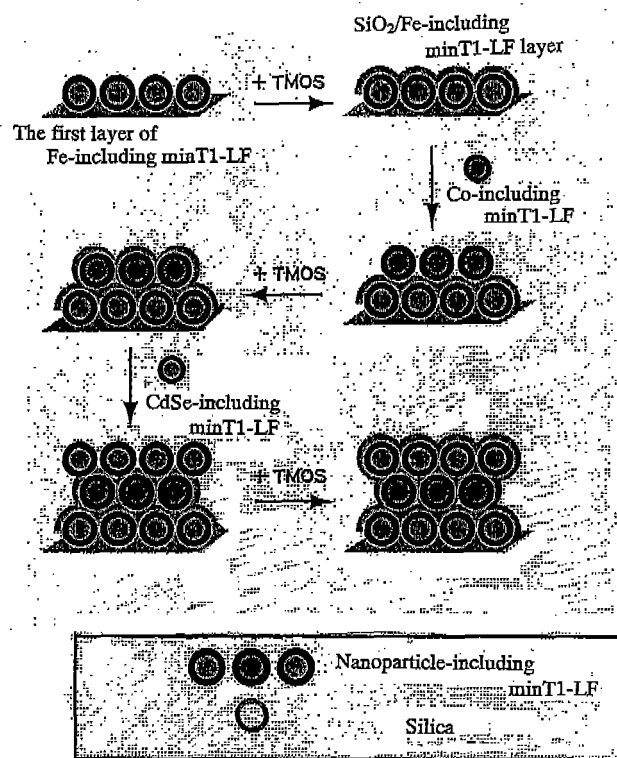 SiO₂/Fe-including
minT1-LF layer
+ TMOS
The first layer of
Fe-including minT1-LF
Co-including
minT1-LF
+ TMOS
CdSe-including
minT1-LF
+ TMOS
Nanoparticle-including
minT1-LF
Silica